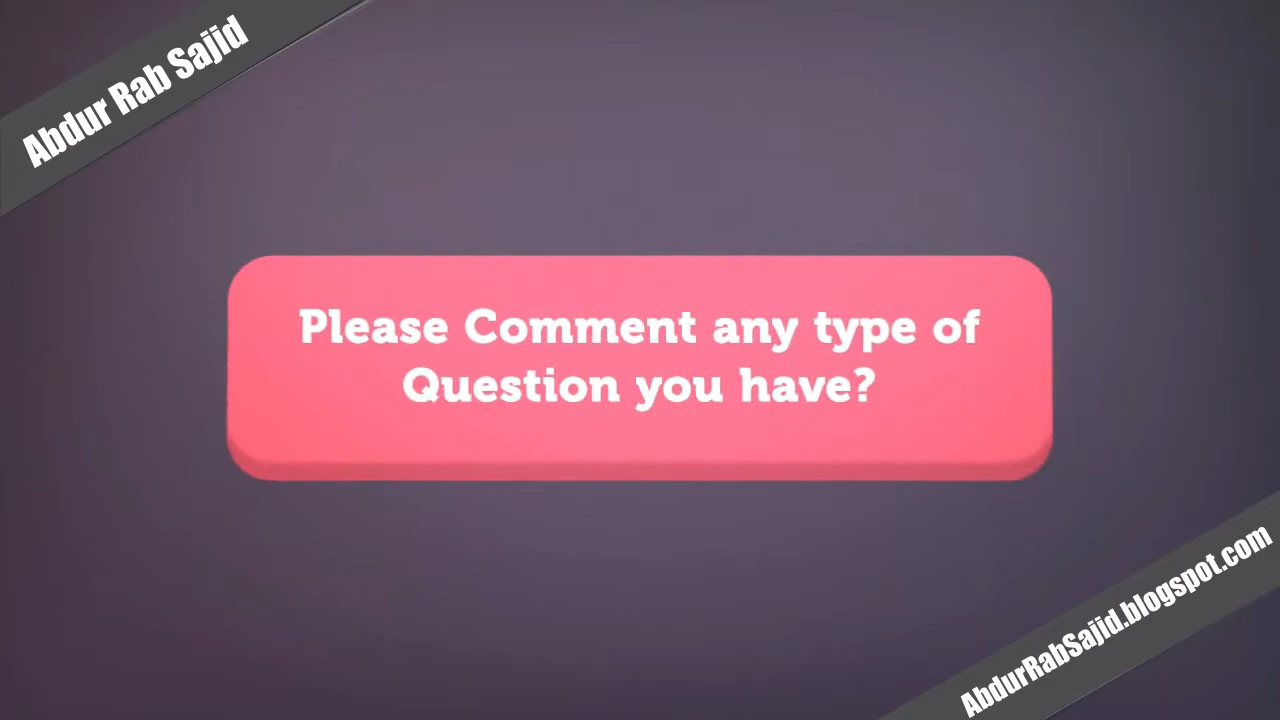 Abdur Rab Sajid
Please Comment any type of
Question you have?
AbdurRabSajid.blogspot.com